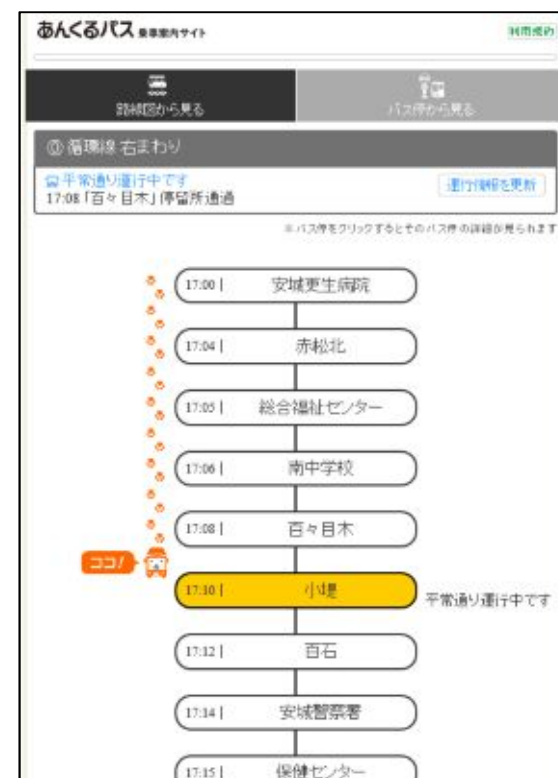 あんくるバス 乗車案内サイト
利用規約
路線図から見る
バス停から見る
⓪ 循環線 右まわり
平常通り運行中です
17:08 「百々目木」停留所通過
運行情報を更新
※バス停をクリックするとそのバス停の詳細が見られます
17:00 | 安城更生病院
17:04 | 赤松北
17:05 | 総合福祉センター
17:06 | 南中学校
17:08 | 百々目木
ココ!
17:10 | 小堤
平常通り運行中です
17:12 | 百石
17:14 | 安城警察署
17:15 | 保健センター